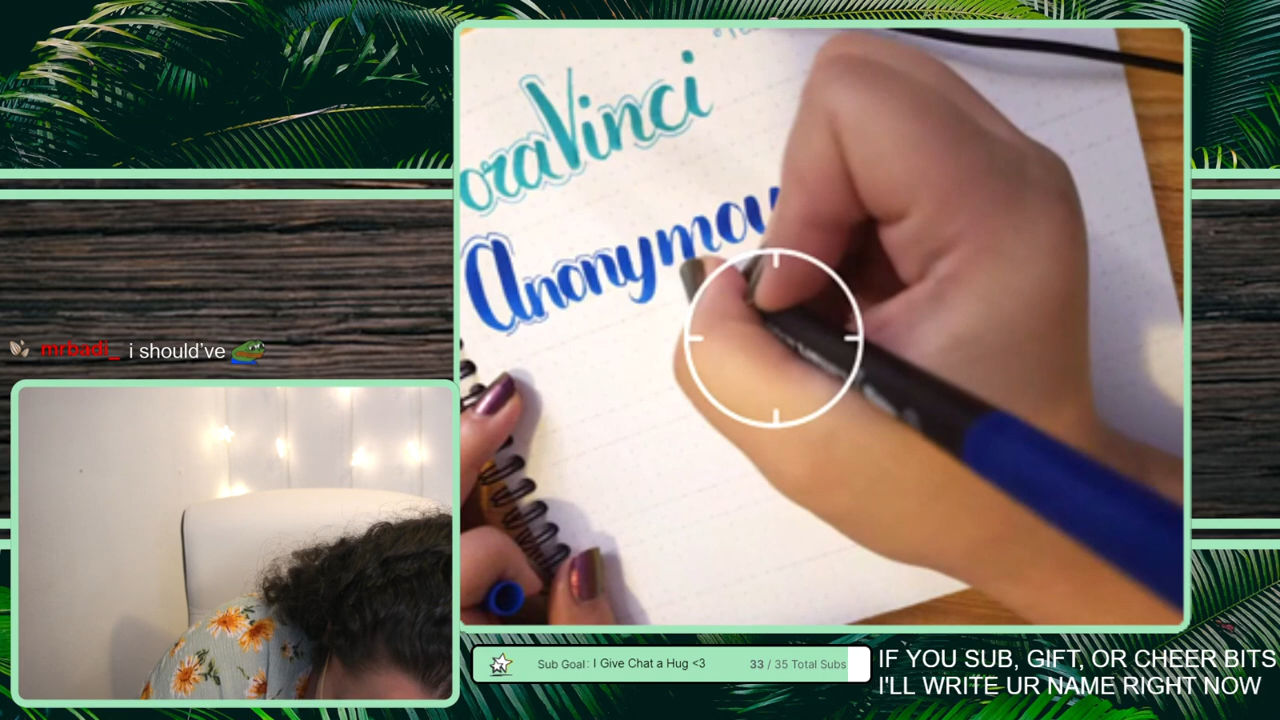 oraVinci
Anonymou
mrbadi_ i should've
Sub Goal: I Give Chat a Hug <3 33 / 35 Total Subs
IF YOU SUB, GIFT, OR CHEER BITS
I'LL WRITE UR NAME RIGHT NOW